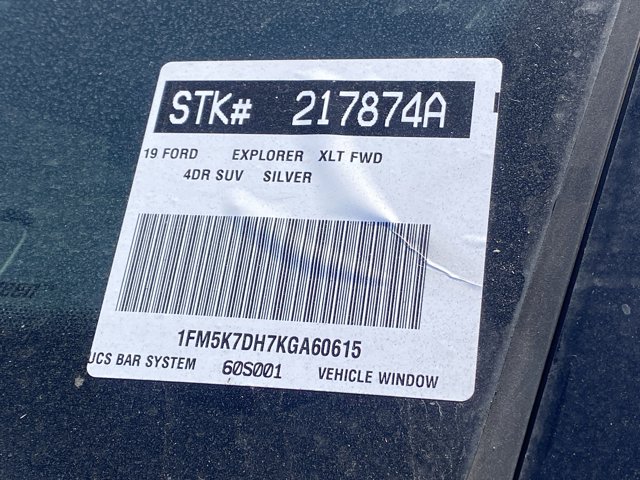 STK# 217874A
19 FORD EXPLORER XLT FWD
4DR SUV SILVER
1FM5K7DH7KGA60615
UCS BAR SYSTEM 60S001 VEHICLE WINDOW